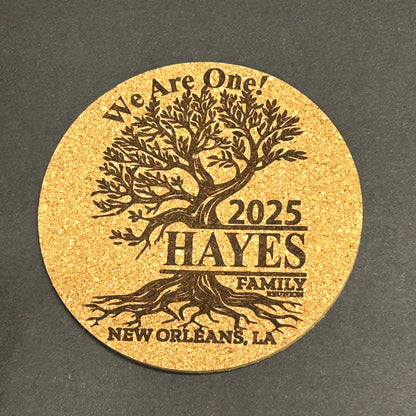 We Are One!
2025
HAYES
FAMILY
REUNION
NEW ORLEANS, LA